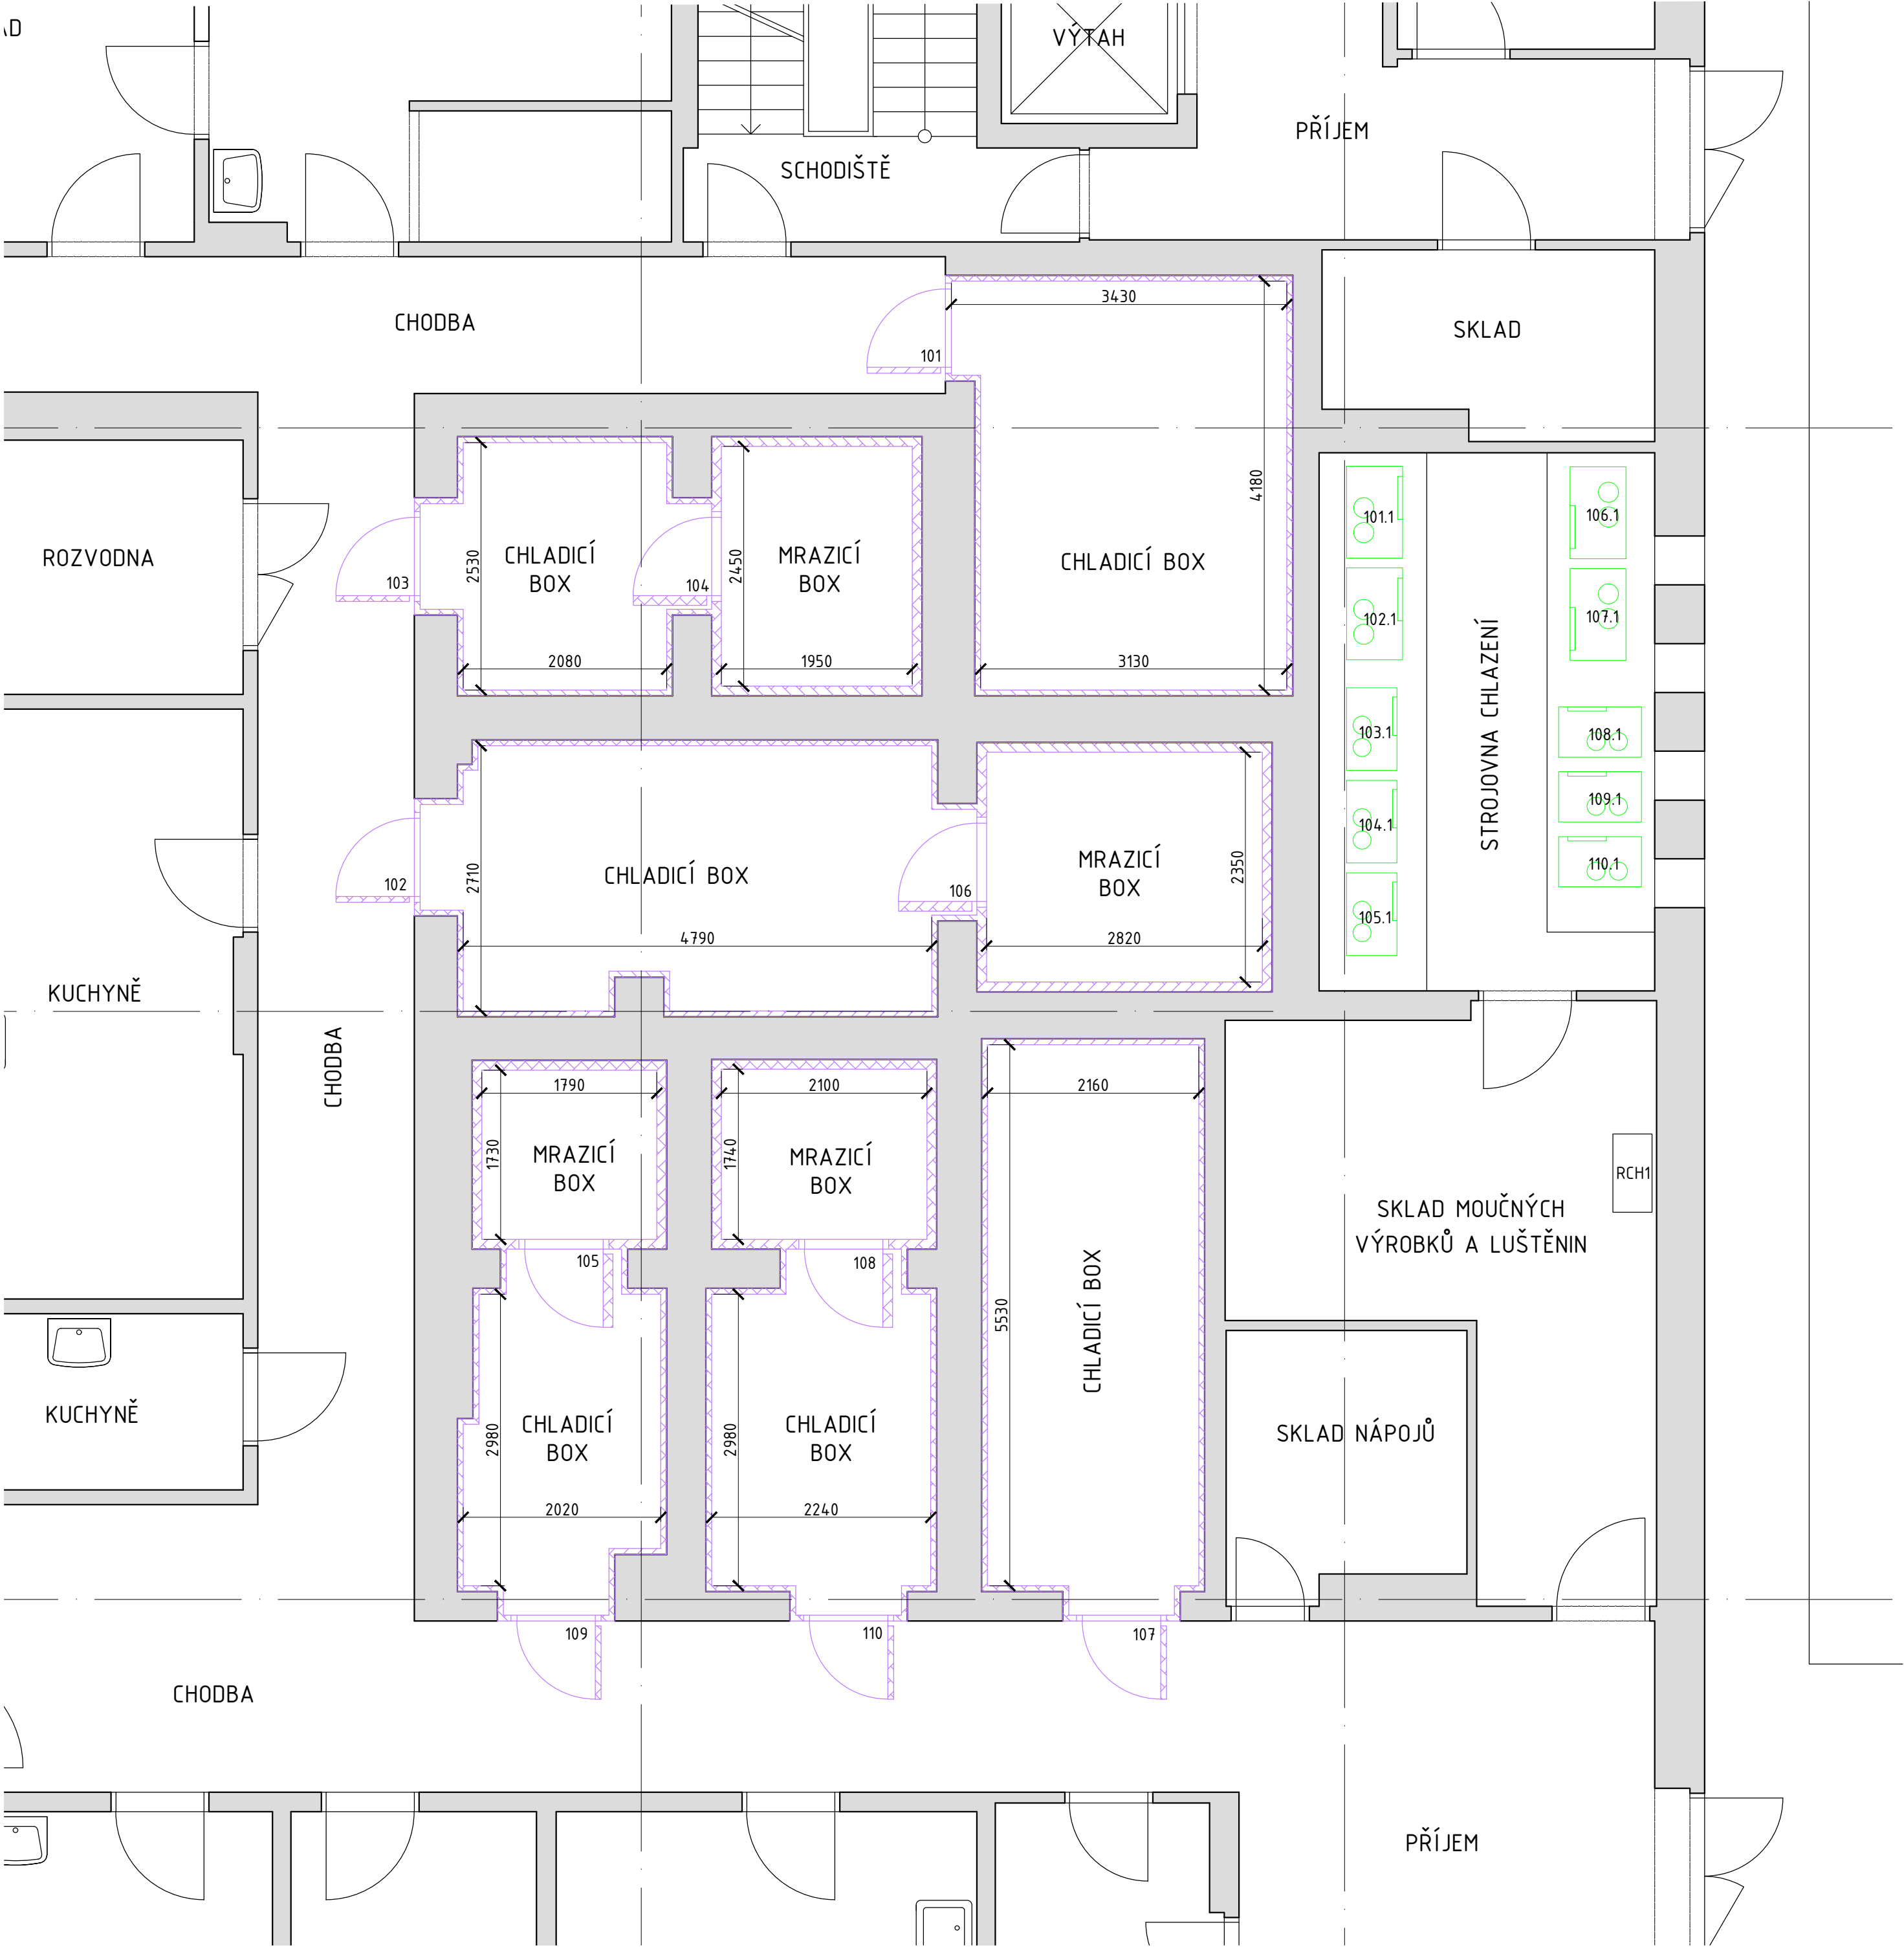 VÝTAH
PŘÍJEM
SCHODIŠTĚ
CHODBA
101
3430
SKLAD
4180
CHLADICÍ BOX
3130
ROZVODNA
103
2530
CHLADICÍ
BOX
2080
104
2450
MRAZICÍ
BOX
1950
101.1
102.1
103.1
104.1
105.1
STROJOVNA CHLAZENÍ
106.1
107.1
108.1
109.1
110.1
102
2710
CHLADICÍ BOX
4790
106
MRAZICÍ
BOX
2350
2820
KUCHYNĚ
CHODBA
1790
1730
MRAZICÍ
BOX
105
2100
1740
MRAZICÍ
BOX
108
2160
5530
CHLADICÍ BOX
RCH1
SKLAD MOUČNÝCH
VÝROBKŮ A LUŠTĚNIN
KUCHYNĚ
2980
CHLADICÍ
BOX
2020
2980
CHLADICÍ
BOX
2240
SKLAD NÁPOJŮ
109
110
107
CHODBA
PŘÍJEM